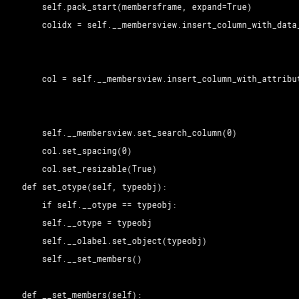 self.pack_start(membersframe, expand=True)
colidx = self.__membersview.insert_column_with_data_
col = self.__membersview.insert_column_with_attribut
self.__membersview.set_search_column(0)
col.set_spacing(0)
col.set_resizable(True)
def set_otype(self, typeobj):
if self.__otype == typeobj:
self.__otype = typeobj
self.__olabel.set_object(typeobj)
self.__set_members()
def __set_members(self):